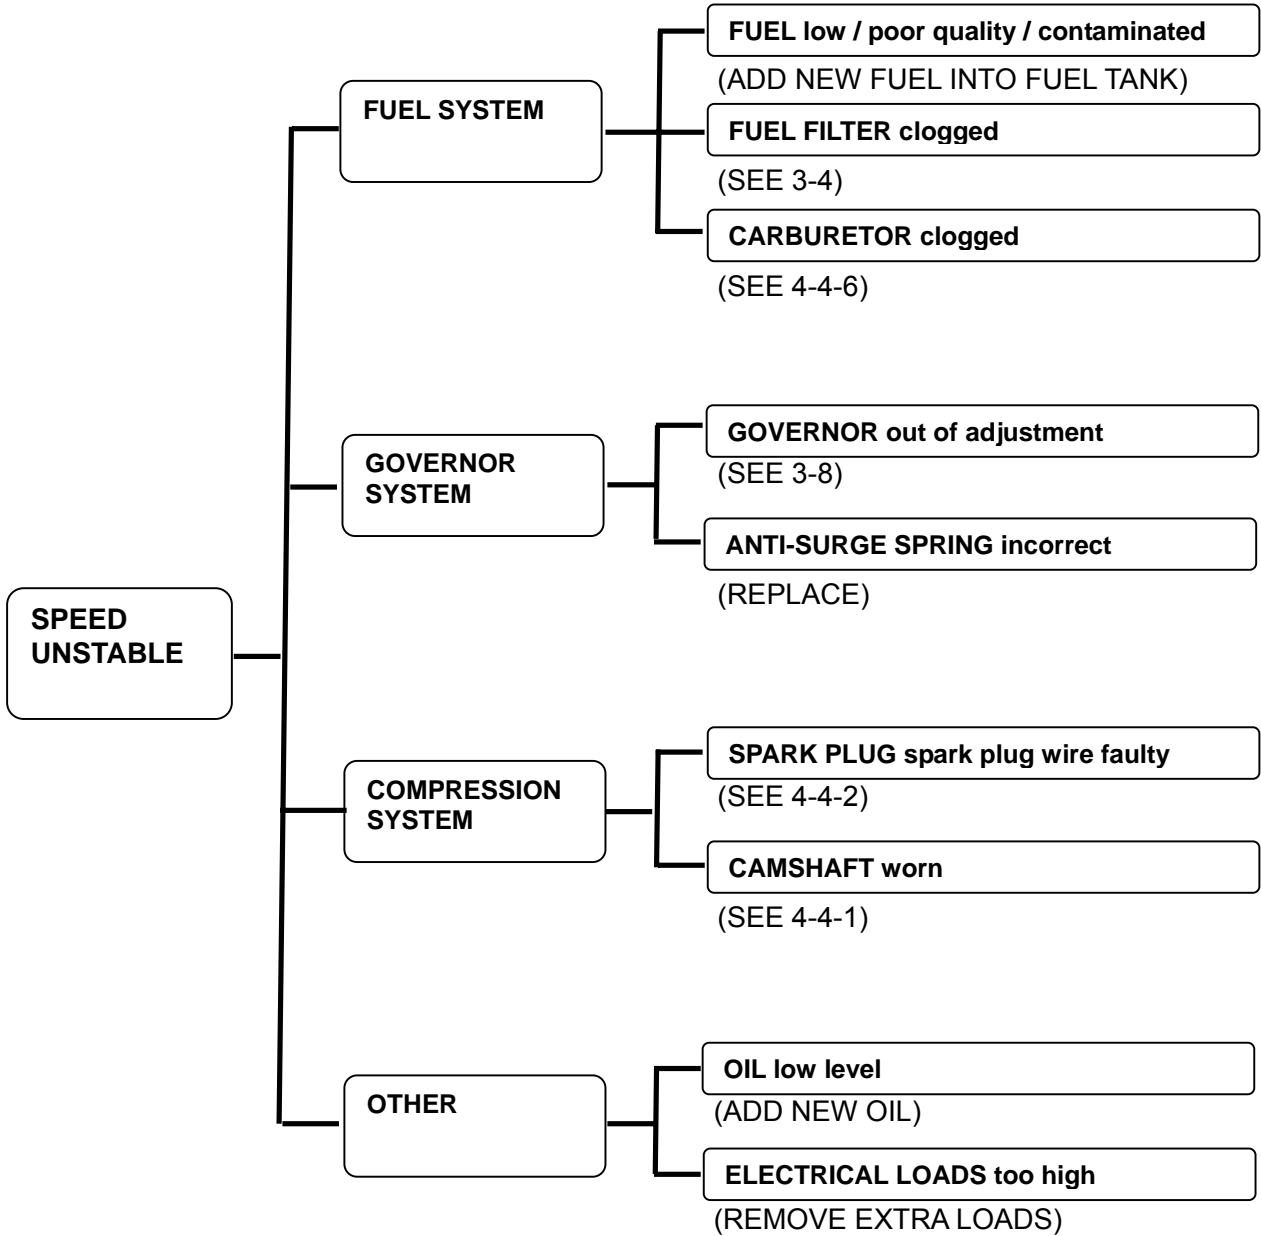 FUEL low / poor quality / contaminated
(ADD NEW FUEL INTO FUEL TANK)
FUEL SYSTEM
FUEL FILTER clogged
(SEE 3-4)
CARBURETOR clogged
(SEE 4-4-6)
GOVERNOR
SYSTEM
GOVERNOR out of adjustment
(SEE 3-8)
ANTI-SURGE SPRING incorrect
(REPLACE)
SPEED
UNSTABLE
COMPRESSION
SYSTEM
SPARK PLUG spark plug wire faulty
(SEE 4-4-2)
CAMSHAFT worn
(SEE 4-4-1)
OTHER
OIL low level
(ADD NEW OIL)
ELECTRICAL LOADS too high
(REMOVE EXTRA LOADS)